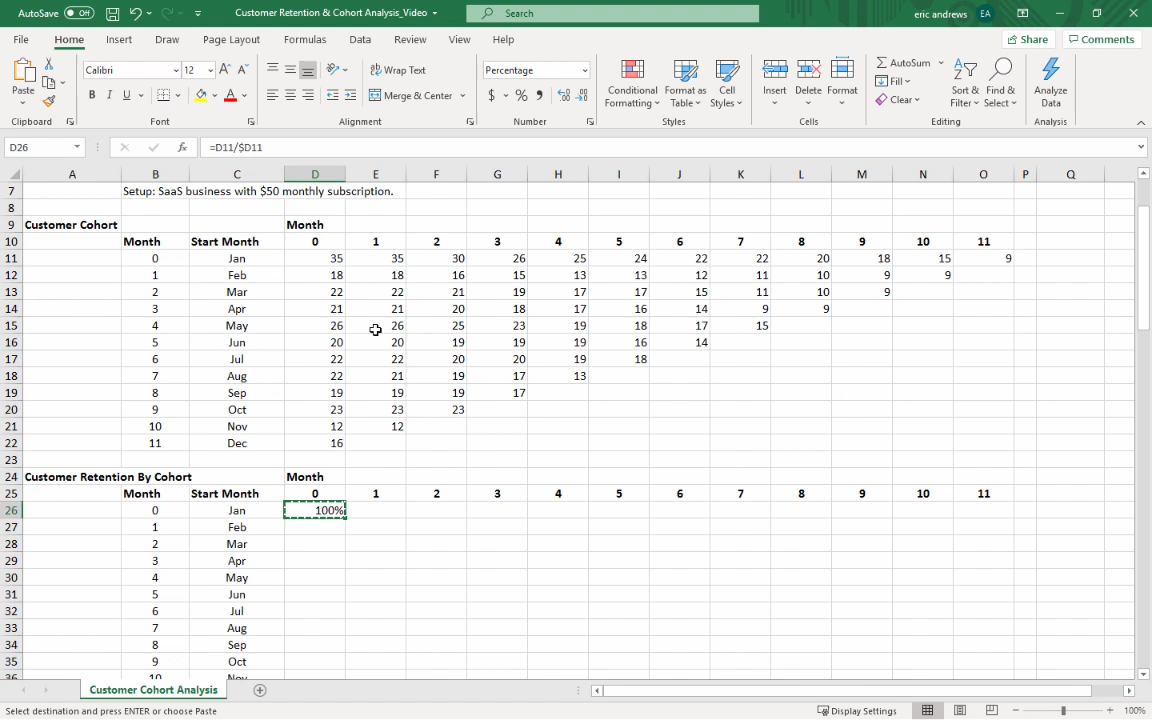 AutoSave Off Customer Retention & Cohort Analysis_Video Search eric andrews EA
File Home Insert Draw Page Layout Formulas Data Review View Help Share Comments
Paste Calibri 12 Wrap Text Percentage Conditional Formatting Format as Table Cell Styles Insert Delete Format AutoSum Sort & Filter Find & Select Analyze Data
B I U A Merge & Center $ % Fill
Clear
Clipboard Font Alignment Number Styles Cells Editing Analysis
D26 fx =D11/$D11
A B C D E F G H I J K L M N O P Q
7 Setup: SaaS business with $50 monthly subscription.
8
9 Customer Cohort Month
10 Month Start Month 0 1 2 3 4 5 6 7 8 9 10 11
11 0 Jan 35 35 30 26 25 24 22 22 20 18 15 9
12 1 Feb 18 18 16 15 13 13 12 11 10 9 9
13 2 Mar 22 22 21 19 17 17 15 11 10 9
14 3 Apr 21 21 20 18 17 16 14 9 9
15 4 May 26 26 25 23 19 18 17 15
16 5 Jun 20 20 19 19 19 16 14
17 6 Jul 22 22 20 20 19 18
18 7 Aug 22 21 19 17 13
19 8 Sep 19 19 19 17
20 9 Oct 23 23 23
21 10 Nov 12 12
22 11 Dec 16
23
24 Customer Retention By Cohort Month
25 Month Start Month 0 1 2 3 4 5 6 7 8 9 10 11
26 0 Jan 100%
27 1 Feb
28 2 Mar
29 3 Apr
30 4 May
31 5 Jun
32 6 Jul
33 7 Aug
34 8 Sep
35 9 Oct
36 10 Nov
Customer Cohort Analysis
Select destination and press ENTER or choose Paste Display Settings 100%